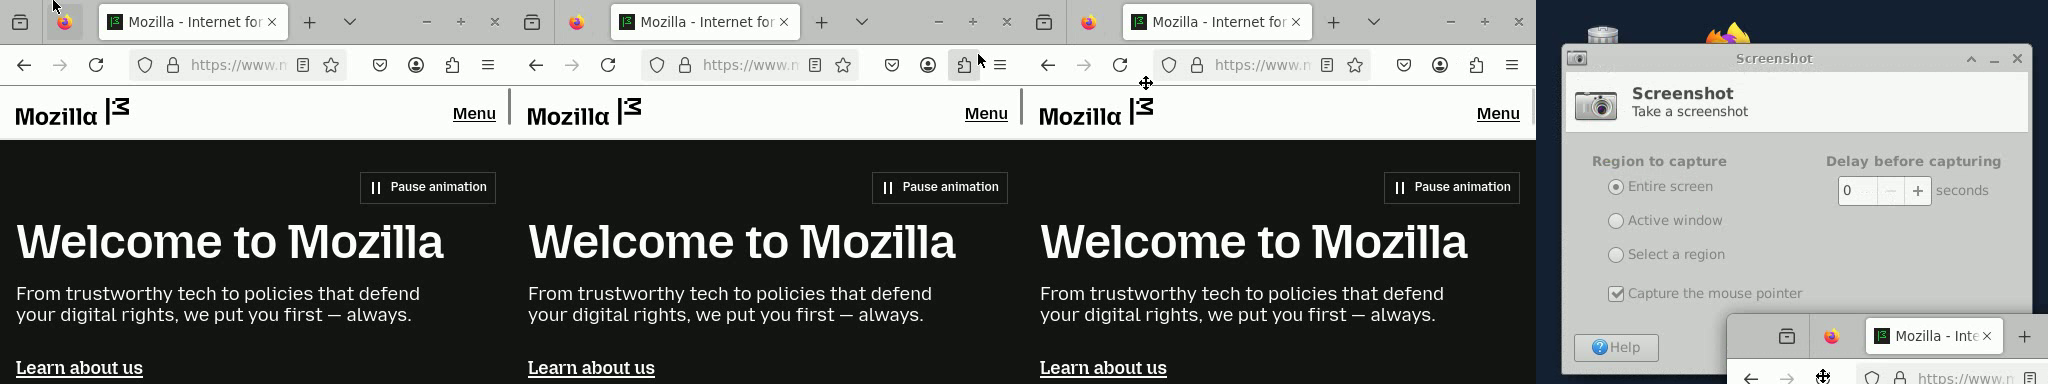 Mozilla - Internet for
https://www.m
Mozilla
Menu
Pause animation
Welcome to Mozilla
From trustworthy tech to policies that defend
your digital rights, we put you first — always.
Learn about us
Mozilla - Internet for
https://www.m
Mozilla
Menu
Pause animation
Welcome to Mozilla
From trustworthy tech to policies that defend
your digital rights, we put you first — always.
Learn about us
Mozilla - Internet for
https://www.m
Mozilla
Menu
Pause animation
Welcome to Mozilla
From trustworthy tech to policies that defend
your digital rights, we put you first — always.
Learn about us
Screenshot
Screenshot
Take a screenshot
Region to capture
Entire screen
Active window
Select a region
Capture the mouse pointer
Delay before capturing
0 seconds
Help
Mozilla - Inte
https://www.m